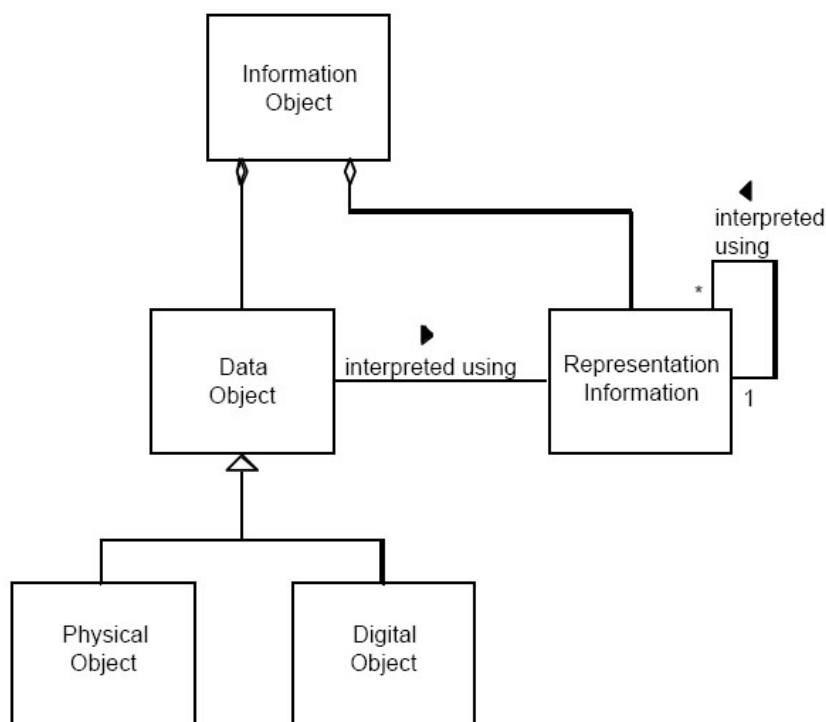 Information
Object
interpreted
using
*
Data
Object
interpreted using
Representation
Information
1
Physical
Object
Digital
Object